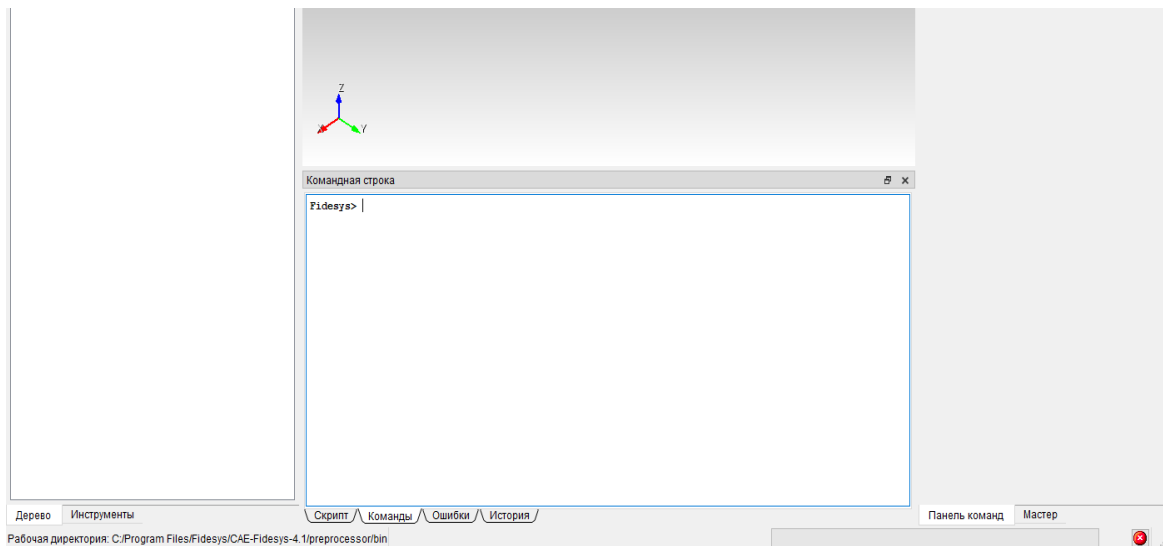 Z
X Y
Командная строка
Fidesys>
Дерево Инструменты
Скрипт Команды Ошибки История
Панель команд Мастер
Рабочая директория: C:/Program Files/Fidesys/CAE-Fidesys-4.1/preprocessor/bin